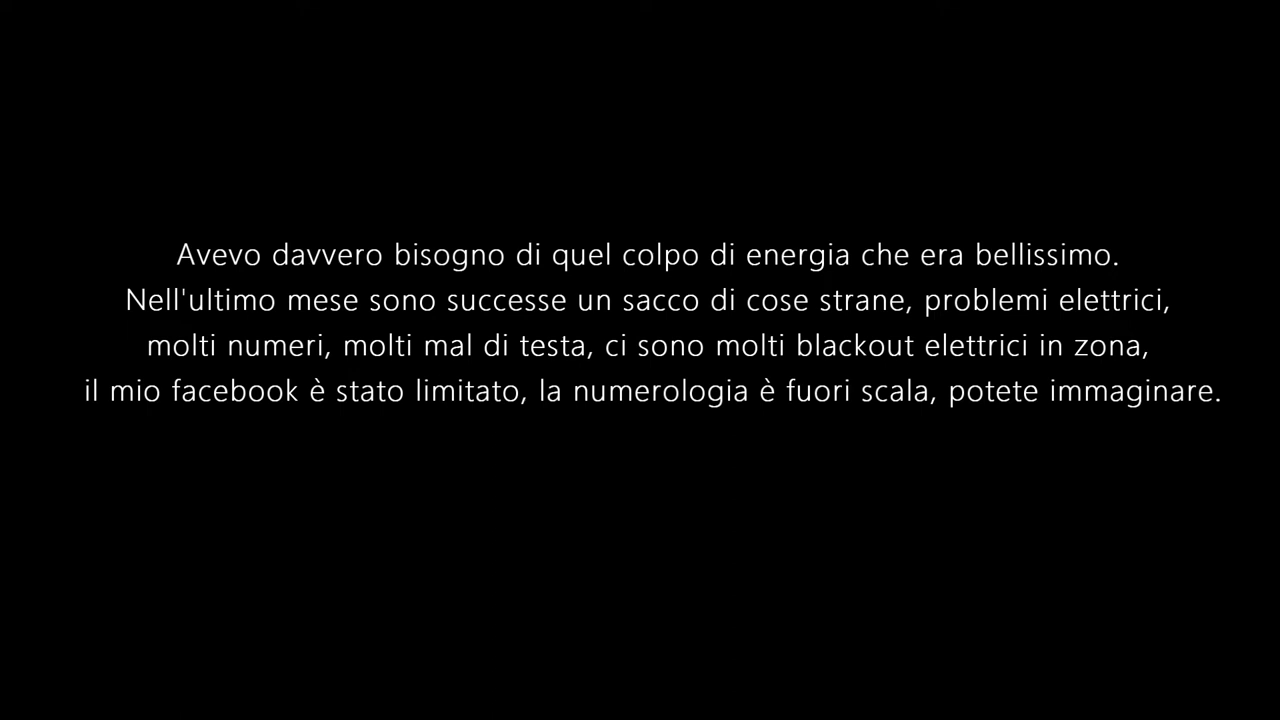 Avevo davvero bisogno di quel colpo di energia che era bellissimo.
Nell'ultimo mese sono successe un sacco di cose strane, problemi elettrici,
molti numeri, molti mal di testa, ci sono molti blackout elettrici in zona,
il mio facebook è stato limitato, la numerologia è fuori scala, potete immaginare.